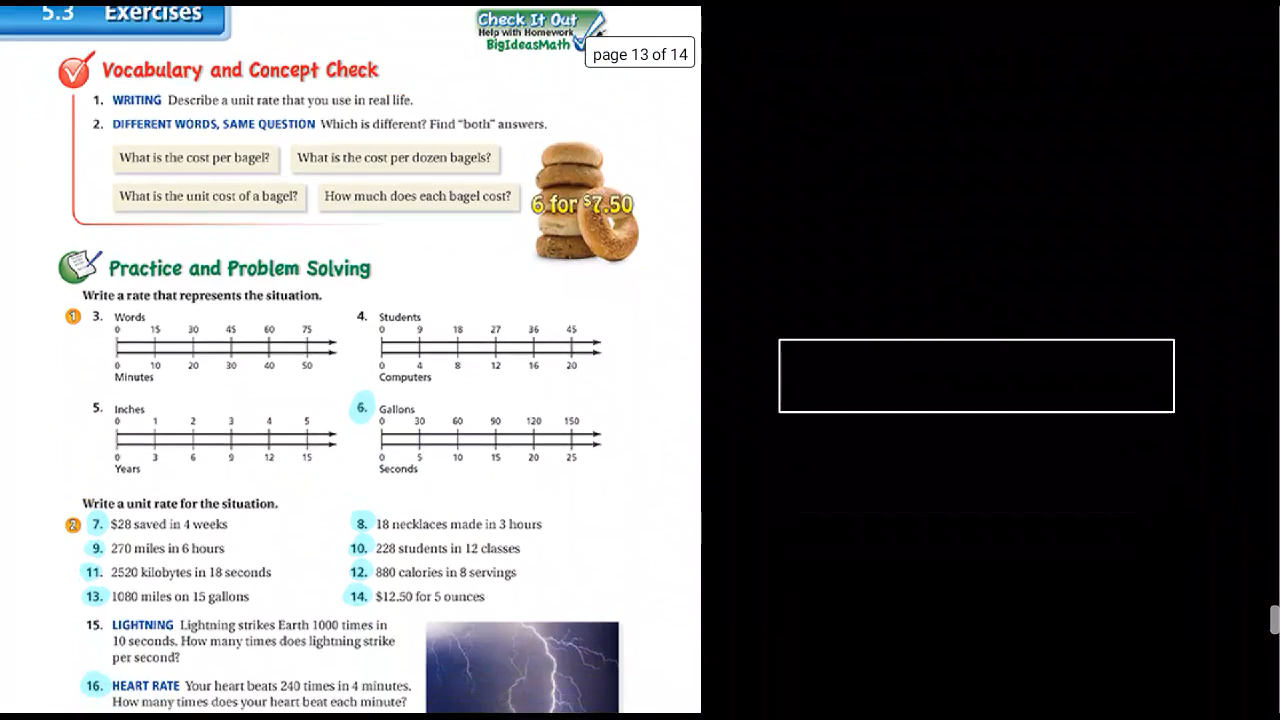 5.3 Exercises
Check It Out
Help with Homework
BigIdeasMath
page 13 of 14
Vocabulary and Concept Check
1. WRITING Describe a unit rate that you use in real life.
2. DIFFERENT WORDS, SAME QUESTION Which is different? Find "both" answers.
What is the cost per bagel? What is the cost per dozen bagels?
What is the unit cost of a bagel? How much does each bagel cost?
6 for $7.50
Practice and Problem Solving
Write a rate that represents the situation.
1 3. Words
0 15 30 45 60 75
0 10 20 30 40 50
Minutes
4. Students
0 9 18 27 36 45
0 4 8 12 16 20
Computers
5. Inches
0 1 2 3 4 5
0 3 6 9 12 15
Years
6. Gallons
0 30 60 90 120 150
0 5 10 15 20 25
Seconds
Write a unit rate for the situation.
2 7. $28 saved in 4 weeks
8. 18 necklaces made in 3 hours
9. 270 miles in 6 hours
10. 228 students in 12 classes
11. 2520 kilobytes in 18 seconds
12. 880 calories in 8 servings
13. 1080 miles on 15 gallons
14. $12.50 for 5 ounces
15. LIGHTNING Lightning strikes Earth 1000 times in
10 seconds. How many times does lightning strike
per second?
16. HEART RATE Your heart beats 240 times in 4 minutes.
How many times does your heart beat each minute?